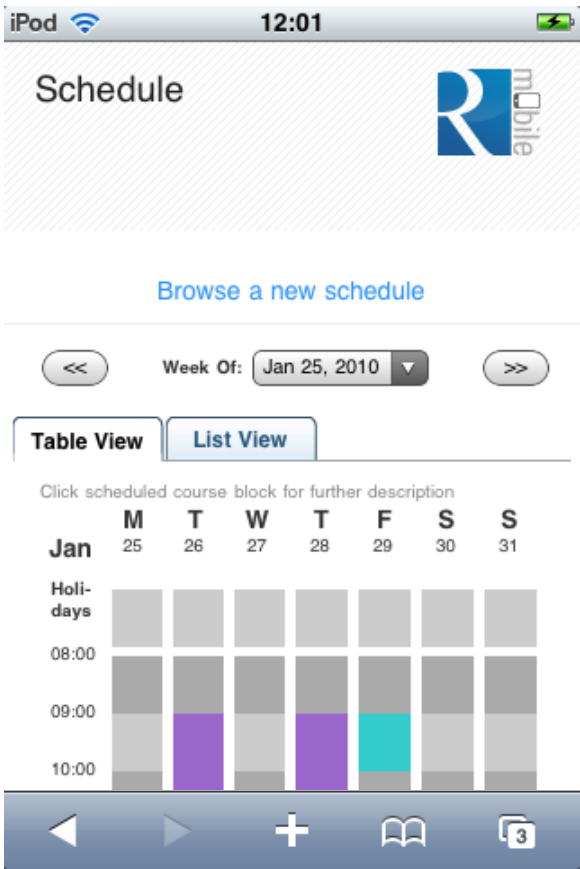 iPod 12:01
Schedule
R mobile
Browse a new schedule
<< Week Of: Jan 25, 2010 >>
Table View List View
Click scheduled course block for further description
M T W T F S S
Jan 25 26 27 28 29 30 31
Holi-
days
08:00
09:00
10:00
3